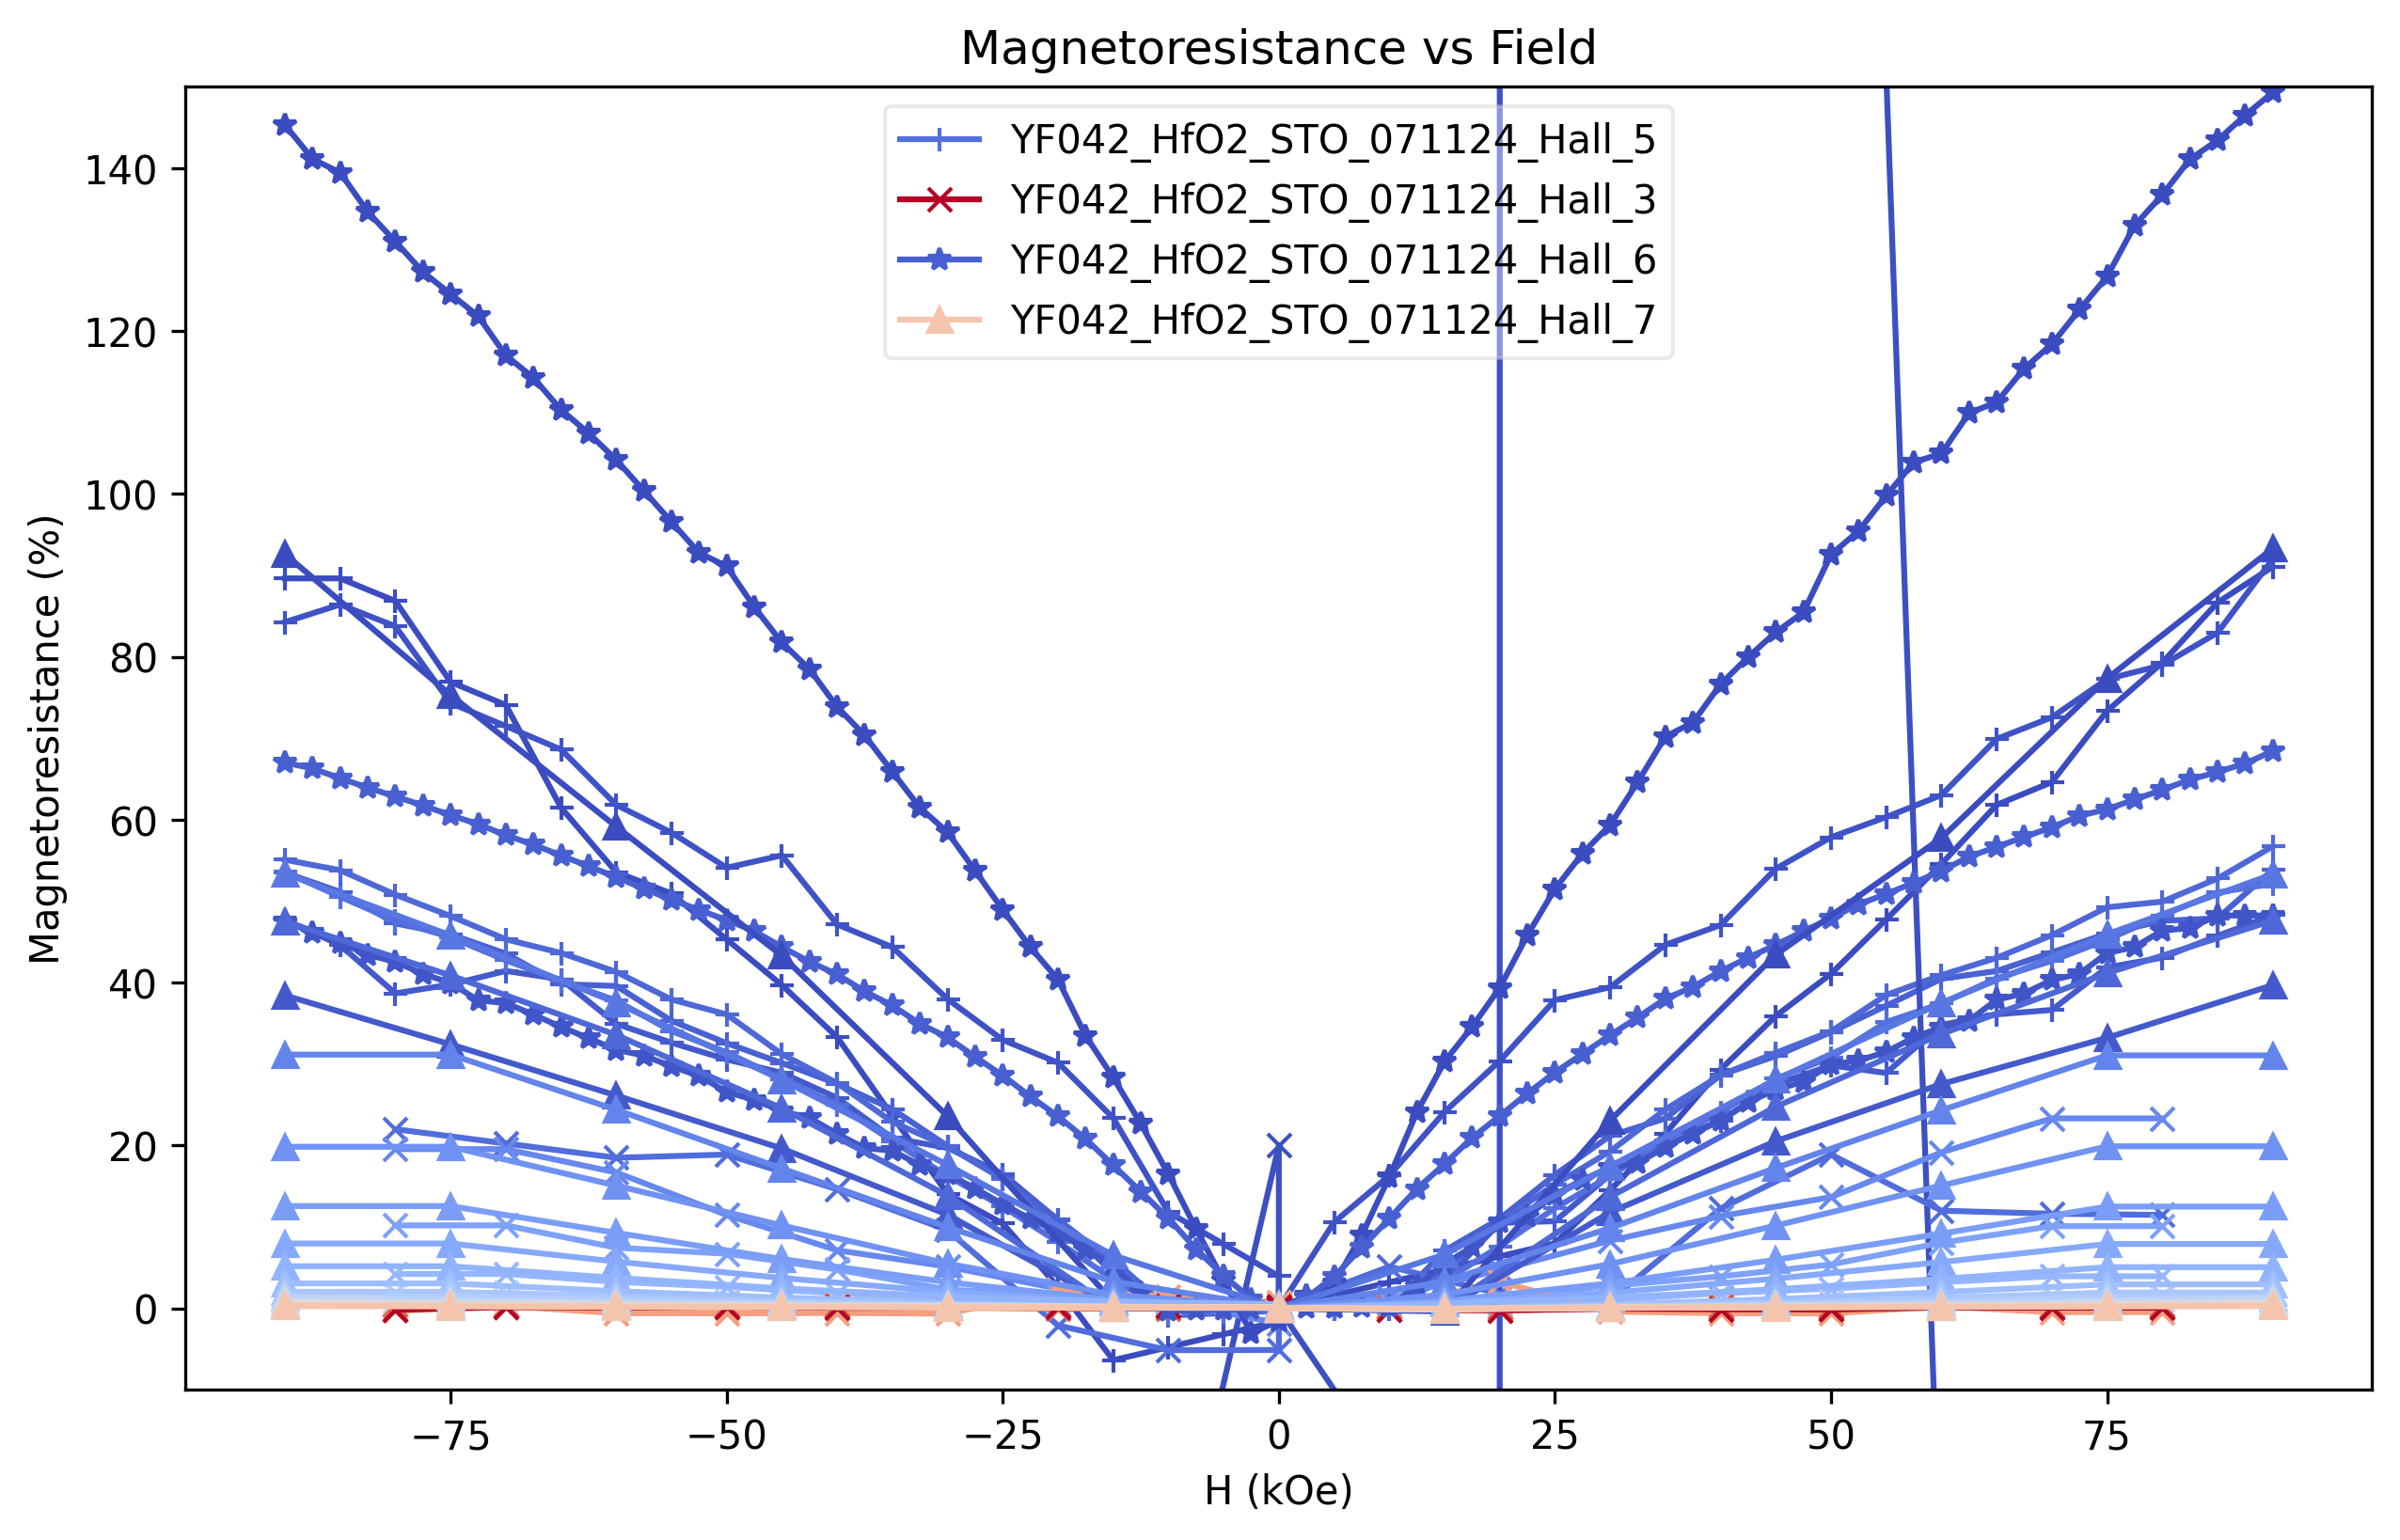 Magnetoresistance vs Field
YF042_HfO2_STO_071124_Hall_5
YF042_HfO2_STO_071124_Hall_3
YF042_HfO2_STO_071124_Hall_6
YF042_HfO2_STO_071124_Hall_7
Magnetoresistance (%)
140
120
100
80
60
40
20
0
−75 −50 −25 0 25 50 75
H (kOe)